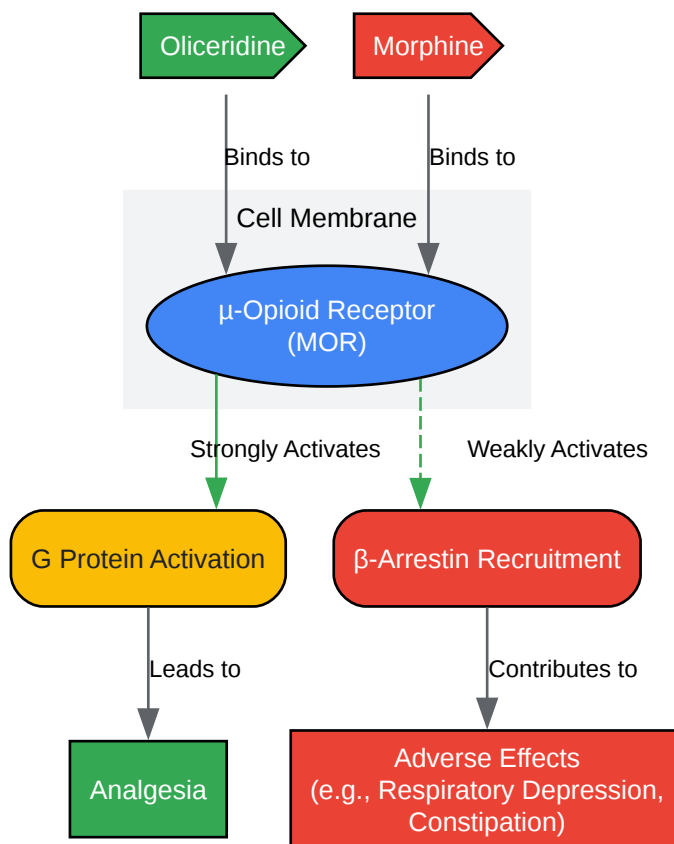 Oliceridine
Morphine
Binds to
Binds to
Cell Membrane
μ-Opioid Receptor
(MOR)
Strongly Activates
Weakly Activates
G Protein Activation
β-Arrestin Recruitment
Leads to
Contributes to
Analgesia
Adverse Effects
(e.g., Respiratory Depression,
Constipation)